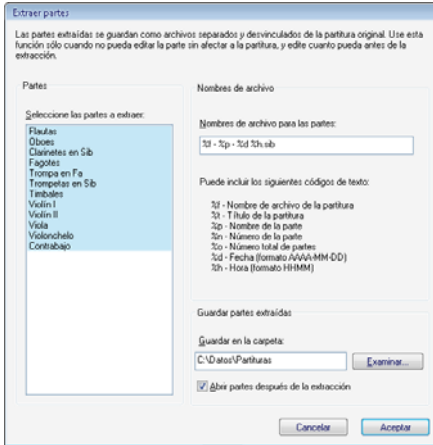 Extraer partes
Las partes extraídas se guardan como archivos separados y desvinculados de la partitura original. Use esta
función sólo cuando no pueda editar la parte sin afectar a la partitura, y edite cuanto pueda antes de la
extracción.
Partes
Seleccione las partes a extraer:
Flautas
Oboes
Clarinetes en Sib
Fagotes
Trompa en Fa
Trompetas en Sib
Timbales
Violín I
Violín II
Viola
Violonchelo
Contrabajo
Nombres de archivo
Nombres de archivo para las partes:
%f - %p - %d %h.sib
Puede incluir los siguientes códigos de texto:
%f - Nombre de archivo de la partitura
%t - Título de la partitura
%p - Nombre de la parte
%n - Número de la parte
%o - Número total de partes
%d - Fecha (formato AAAA-MM-DD)
%h - Hora (formato HHMM)
Guardar partes extraídas
Guardar en la carpeta:
C:\Datos\Partituras
Examinar...
Abrir partes después de la extracción
Cancelar
Aceptar